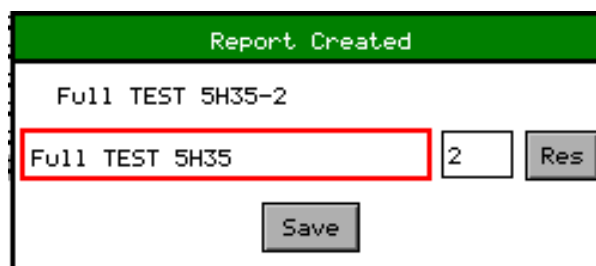 Report Created
Full TEST 5H35-2
Full TEST 5H35 2 Res
Save